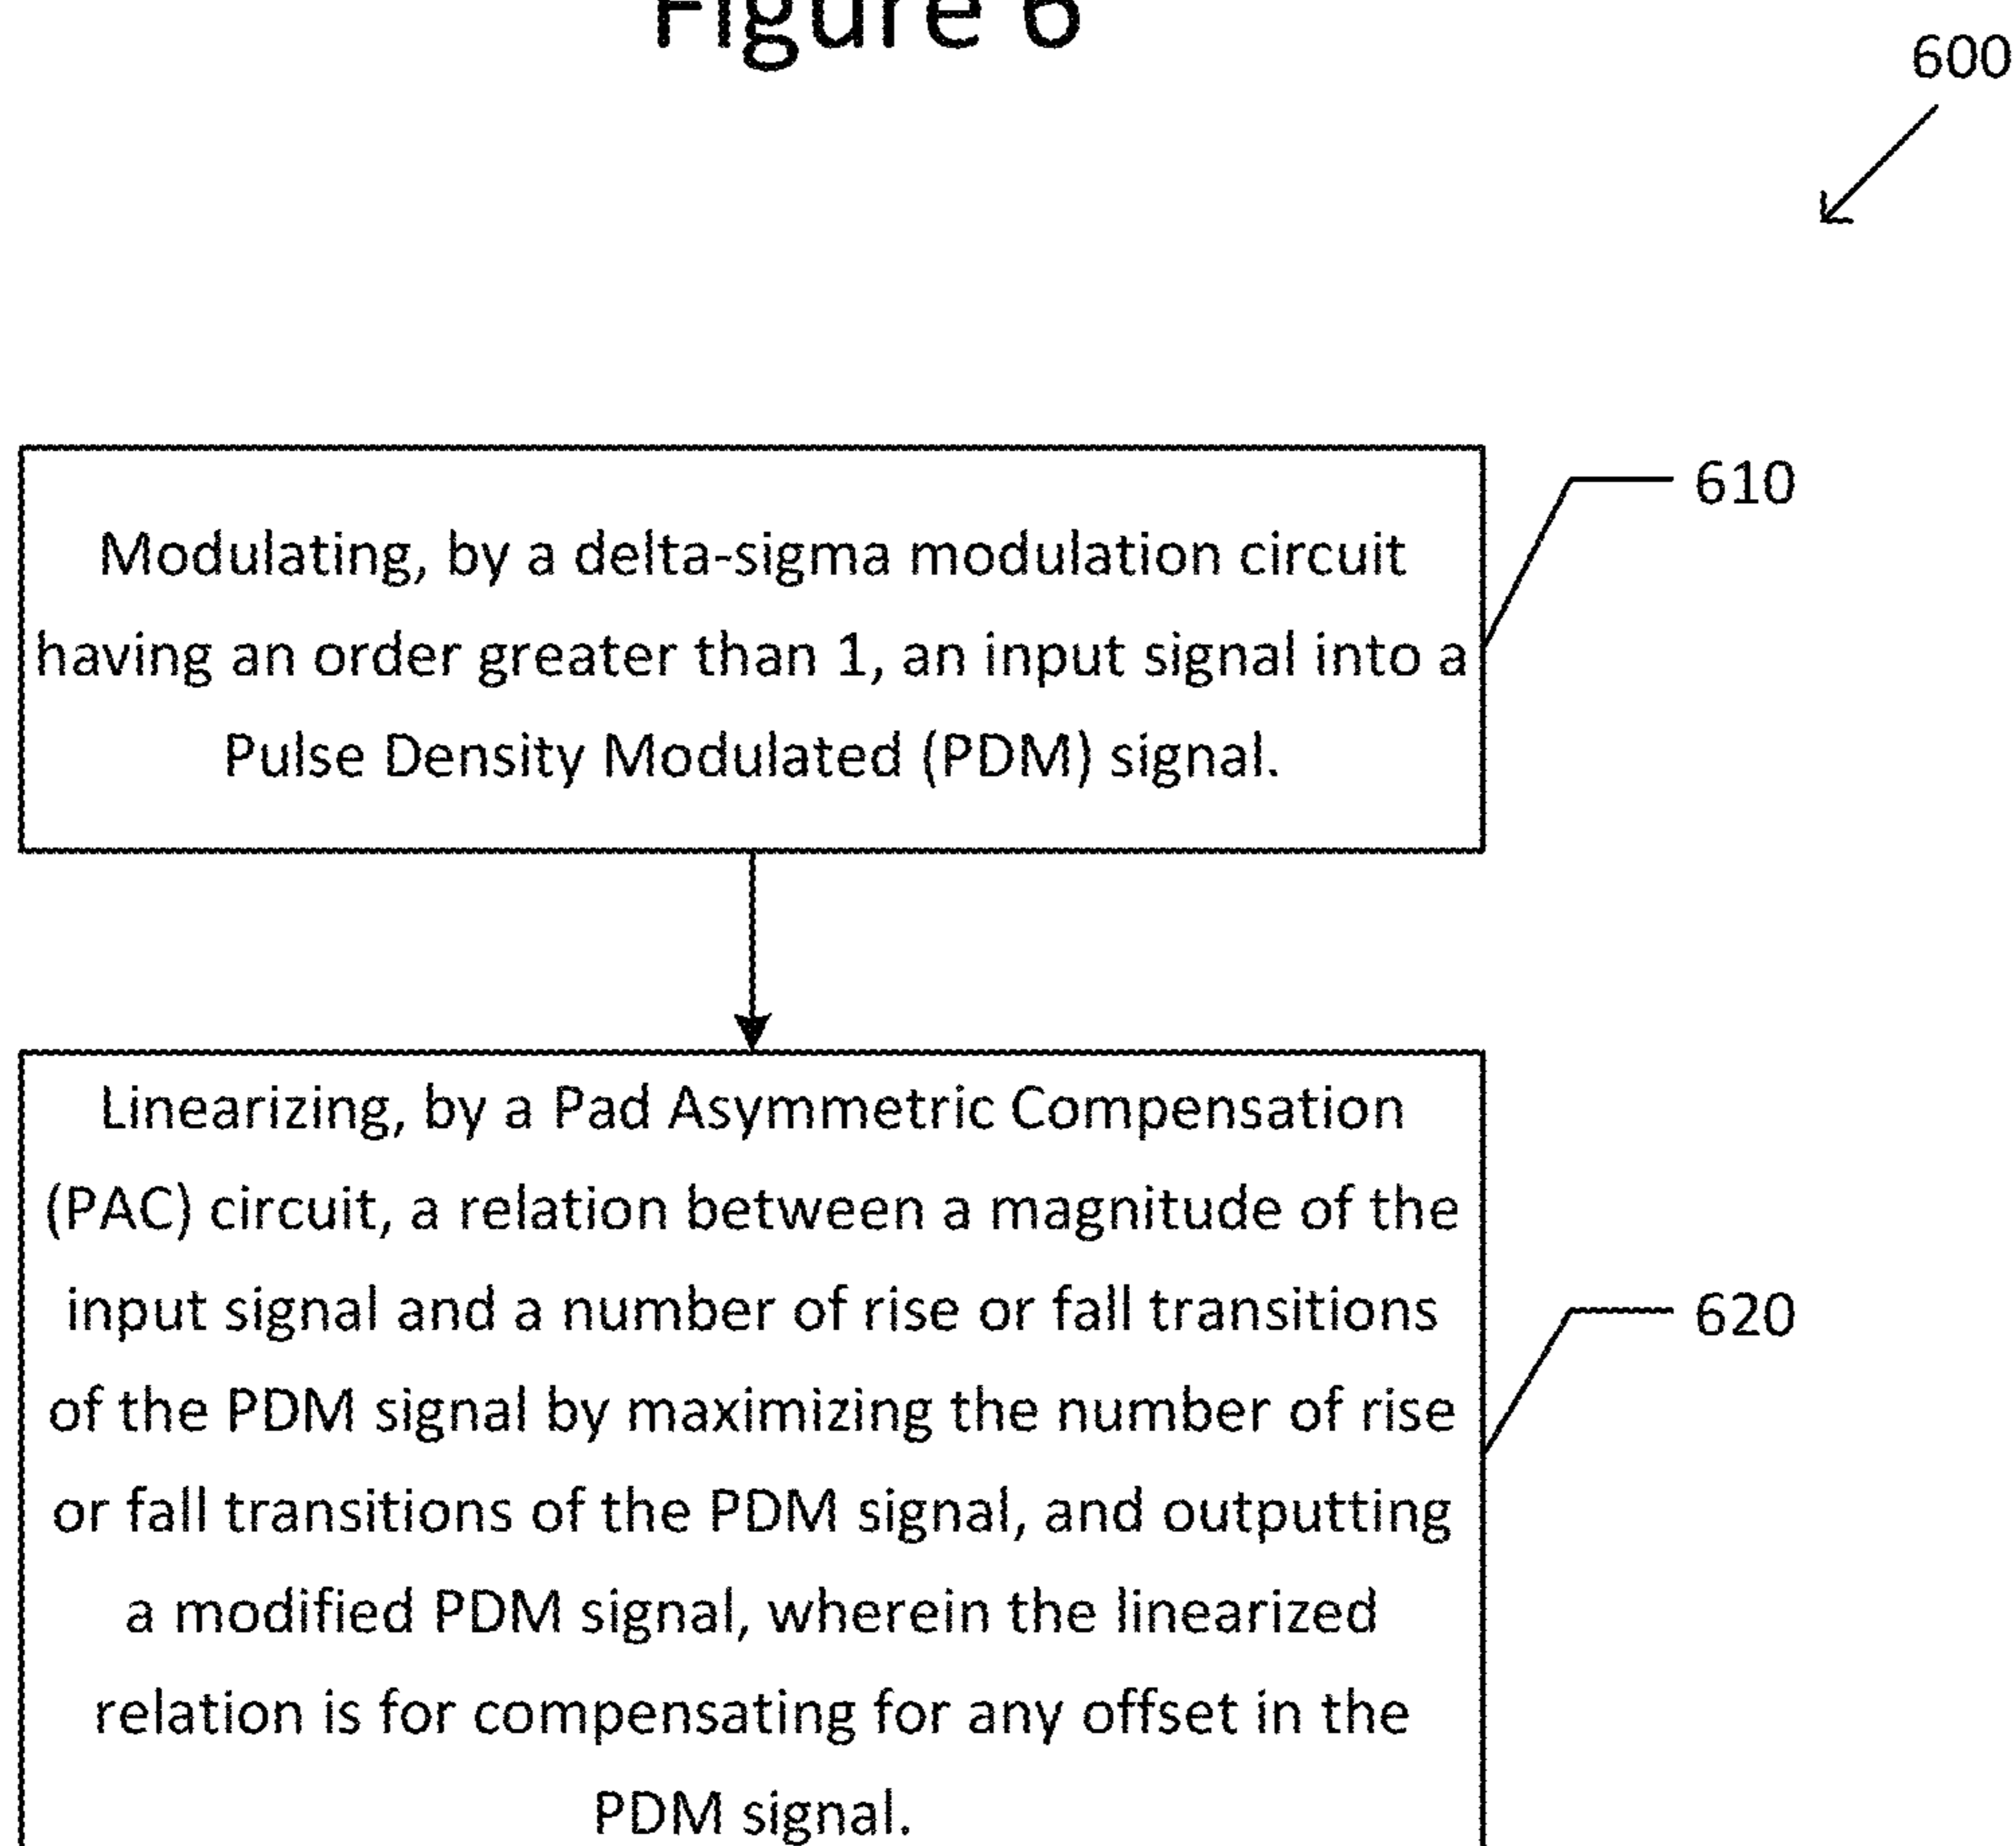 Figure 6
600
Modulating, by a delta-sigma modulation circuit
having an order greater than 1, an input signal into a
Pulse Density Modulated (PDM) signal.
610
Linearizing, by a Pad Asymmetric Compensation
(PAC) circuit, a relation between a magnitude of the
input signal and a number of rise or fall transitions
of the PDM signal by maximizing the number of rise
or fall transitions of the PDM signal, and outputting
a modified PDM signal, wherein the linearized
relation is for compensating for any offset in the
PDM signal.
620